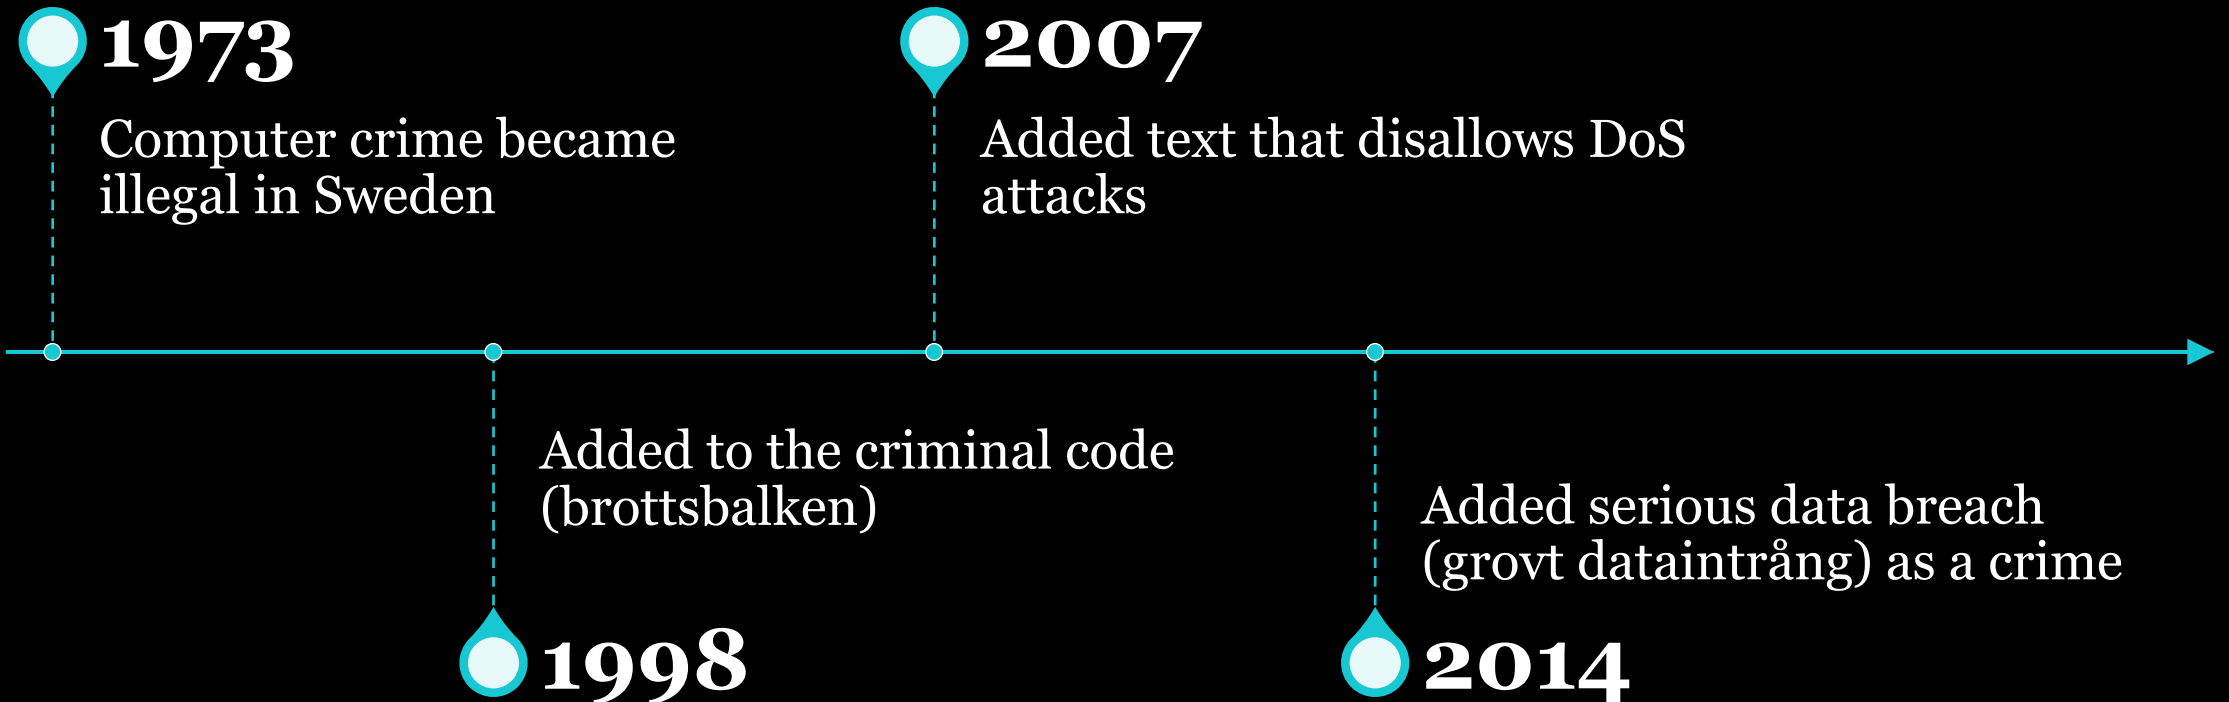 1973
Computer crime became
illegal in Sweden
2007
Added text that disallows DoS
attacks
Added to the criminal code
(brottsbalken)
1998
Added serious data breach
(grovt dataintrång) as a crime
2014